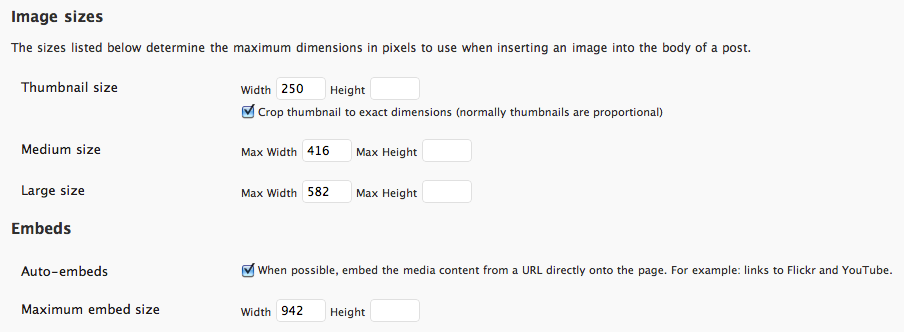 Image sizes
The sizes listed below determine the maximum dimensions in pixels to use when inserting an image into the body of a post.
Thumbnail size Width 250 Height
Crop thumbnail to exact dimensions (normally thumbnails are proportional)
Medium size Max Width 416 Max Height
Large size Max Width 582 Max Height
Embeds
Auto-embeds When possible, embed the media content from a URL directly onto the page. For example: links to Flickr and YouTube.
Maximum embed size Width 942 Height